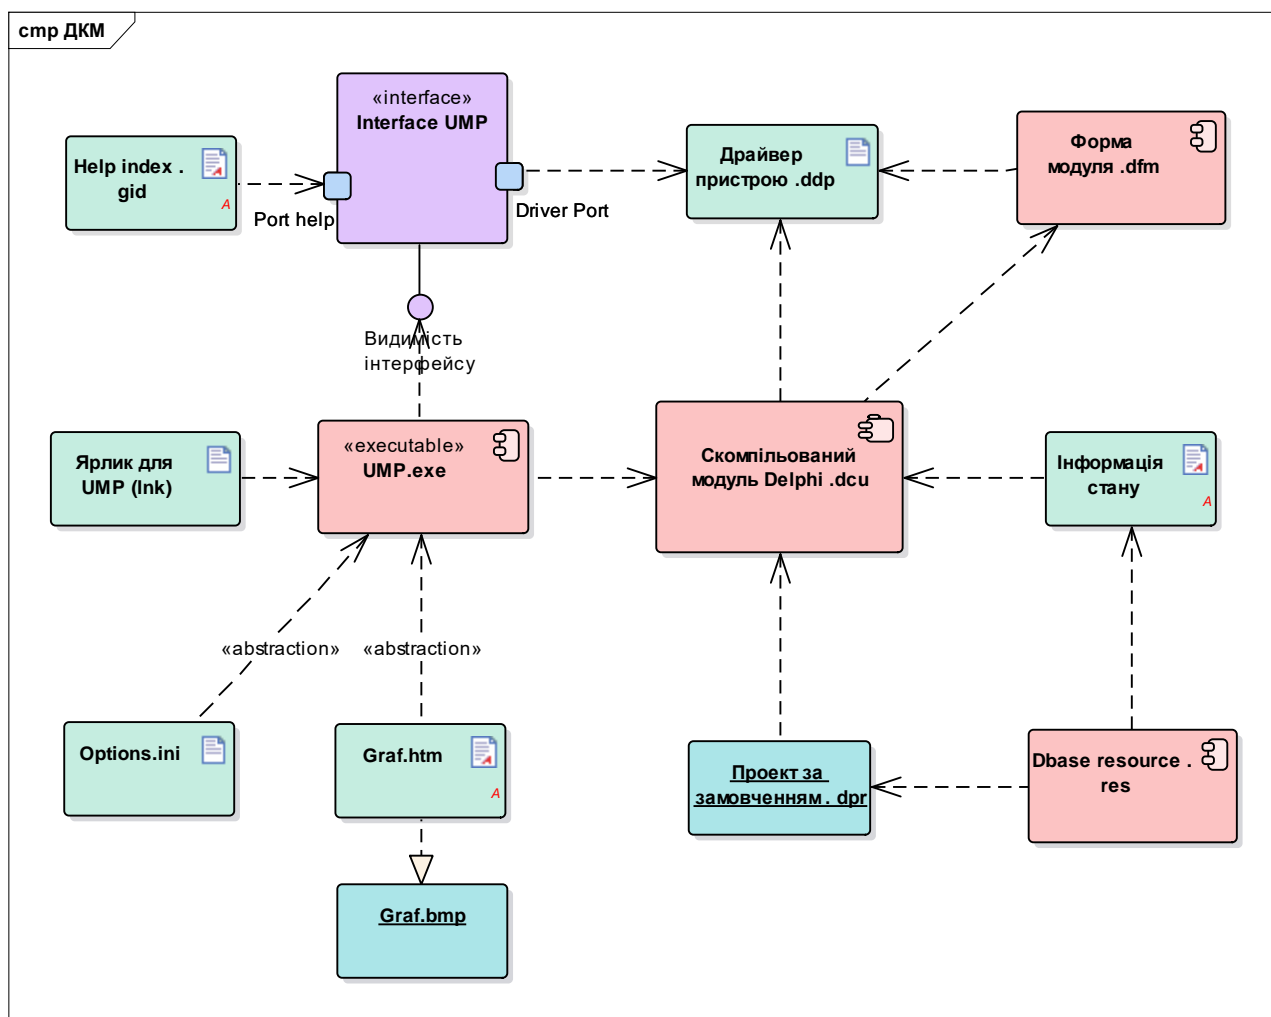 cmp ДКМ
«interface»
Interface UMP
Help index .
gid
A
Port help
Driver Port
Драйвер
пристрою .ddp
Форма
модуля .dfm
Видимість
інтерфейсу
Ярлик для
UMP (lnk)
«executable»
UMP.exe
Скомпільований
модуль Delphi .dcu
Інформація
стану
A
«abstraction»
«abstraction»
Options.ini
Graf.htm
A
Проект за
замовченням . dpr
Dbase resource .
res
Graf.bmp